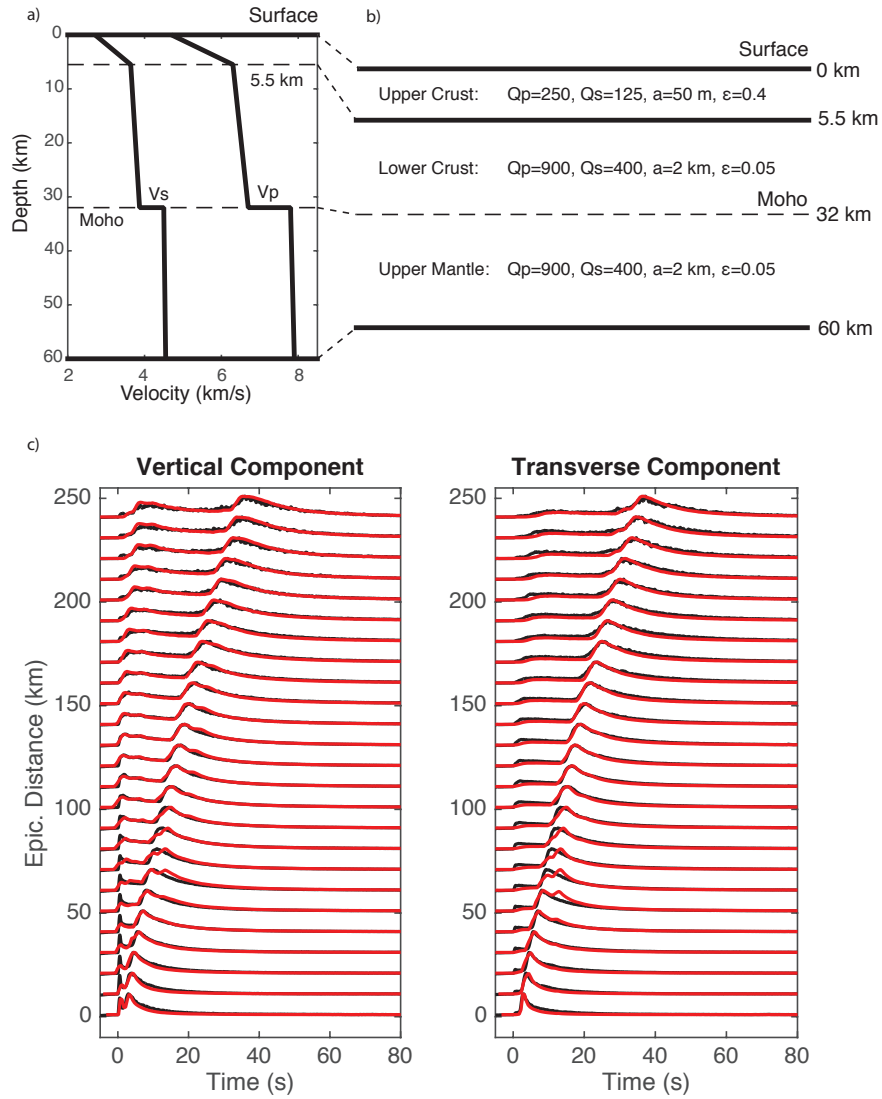 a)
Surface
0
10
20
30
40
50
60
Depth (km)
5.5 km
Vs
Vp
Moho
2
4
6
8
Velocity (km/s)
b)
Surface
0 km
Upper Crust: Qp=250, Qs=125, a=50 m, ε=0.4
5.5 km
Lower Crust: Qp=900, Qs=400, a=2 km, ε=0.05
Moho
32 km
Upper Mantle: Qp=900, Qs=400, a=2 km, ε=0.05
60 km
c)
Vertical Component
250
200
150
100
50
0
Epic. Distance (km)
0
20
40
60
80
Time (s)
Transverse Component
250
200
150
100
50
0
0
20
40
60
80
Time (s)